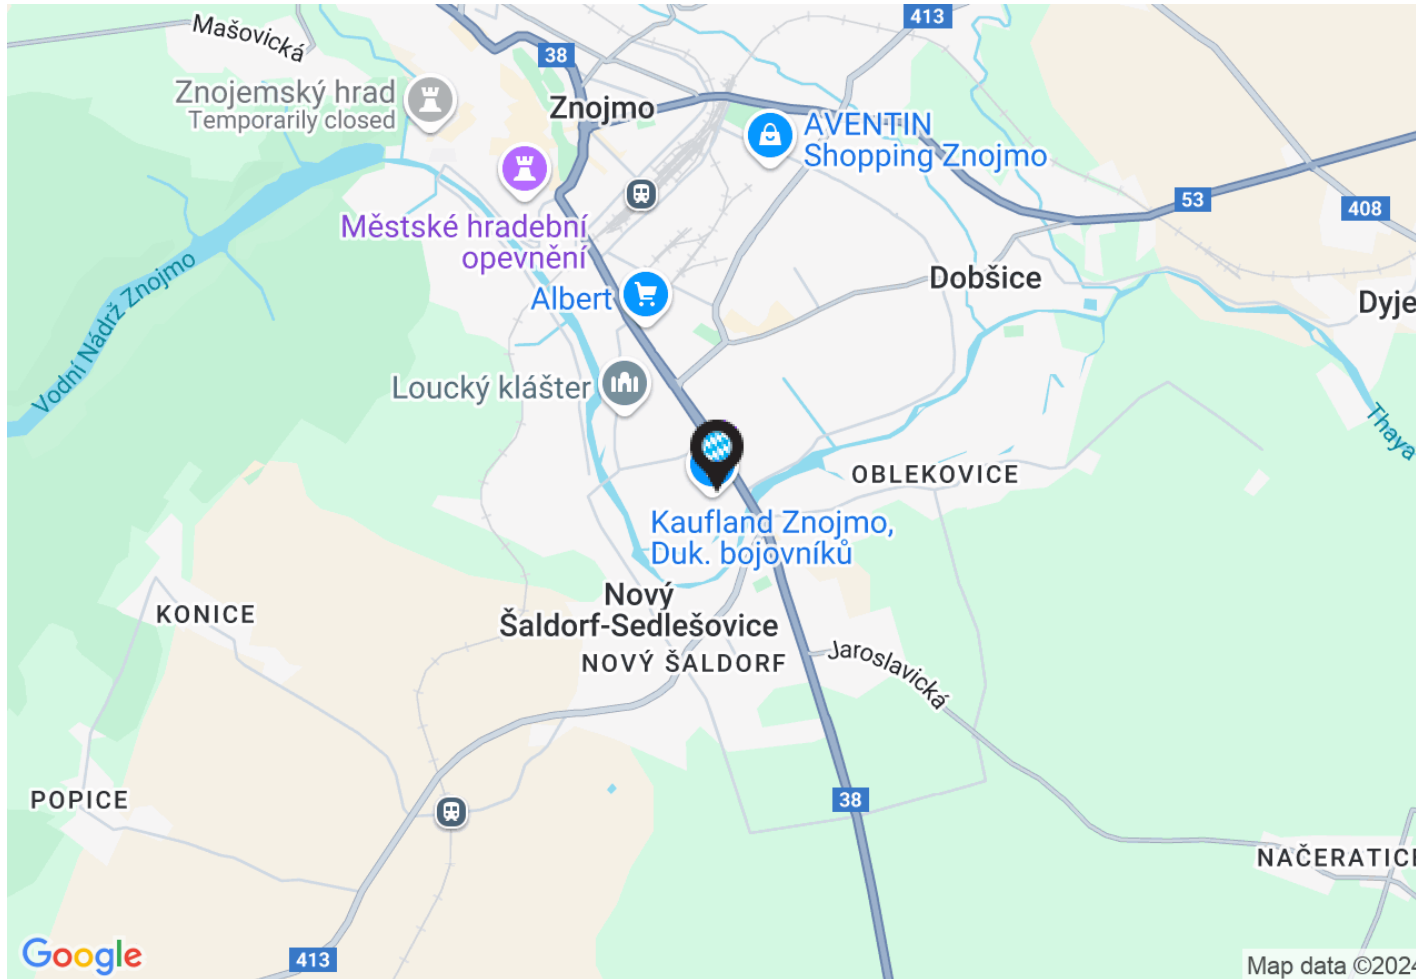 413
Mašovická
38
Znojemský hrad
Temporarily closed
Znojmo
AVENTIN
Shopping Znojmo
53
408
Městské hradební
opevnění
Vodní Nádrž Znojmo
Dobšice
Dyje
Albert
Loucký klášter
Thaya
OBLEKOVICE
Kaufland Znojmo,
Duk. bojovníků
Nový
Šaldorf-Sedlešovice
KONICE
NOVÝ ŠALDORF
Jaroslavická
POPICE
38
NAČERATICE
Google
413
Map data ©2024